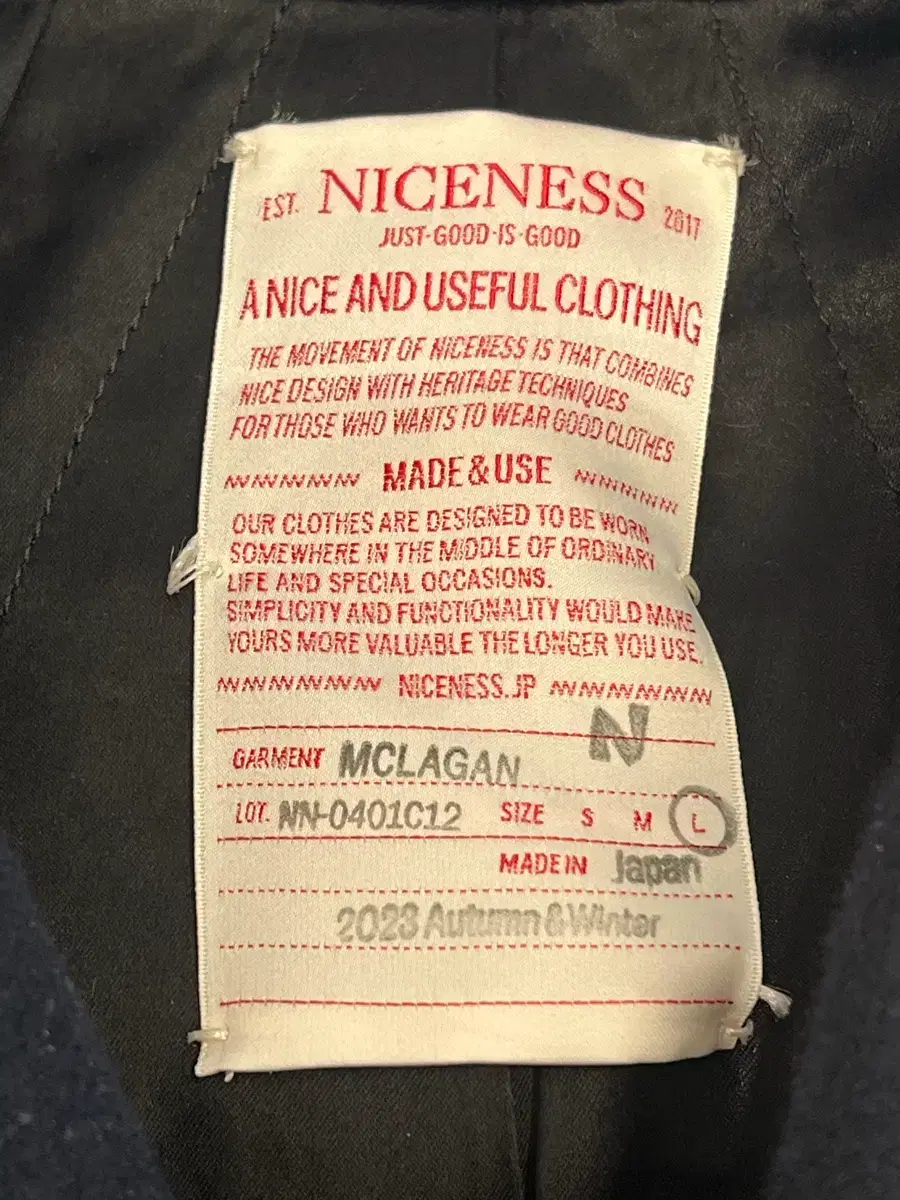 EST. NICENESS 2017
JUST·GOOD·IS·GOOD
A NICE AND USEFUL CLOTHING
THE MOVEMENT OF NICENESS IS THAT COMBINES
NICE DESIGN WITH HERITAGE TECHNIQUES
FOR THOSE WHO WANTS TO WEAR GOOD CLOTHES
MADE & USE
OUR CLOTHES ARE DESIGNED TO BE WORN
SOMEWHERE IN THE MIDDLE OF ORDINARY
LIFE AND SPECIAL OCCASIONS.
SIMPLICITY AND FUNCTIONALITY WOULD MAKE
YOURS MORE VALUABLE THE LONGER YOU USE.
NICENESS.JP
N
GARMENT MCLAGAN
LOT. NN-0401C12 SIZE S M L
MADE IN Japan
2023 Autumn & Winter